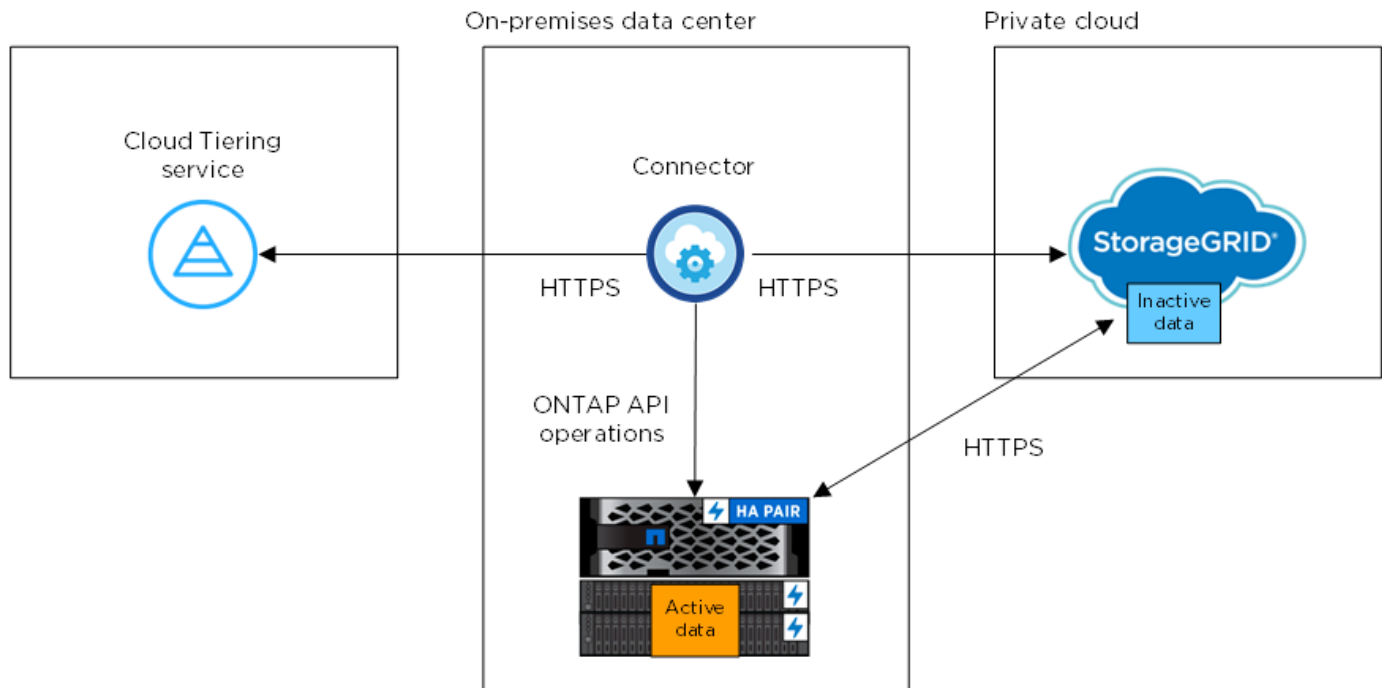 On-premises data center
Private cloud
Cloud Tiering
service
Connector
StorageGRID®
Inactive
data
HTTPS
HTTPS
ONTAP API
operations
HTTPS
HA PAIR
Active
data